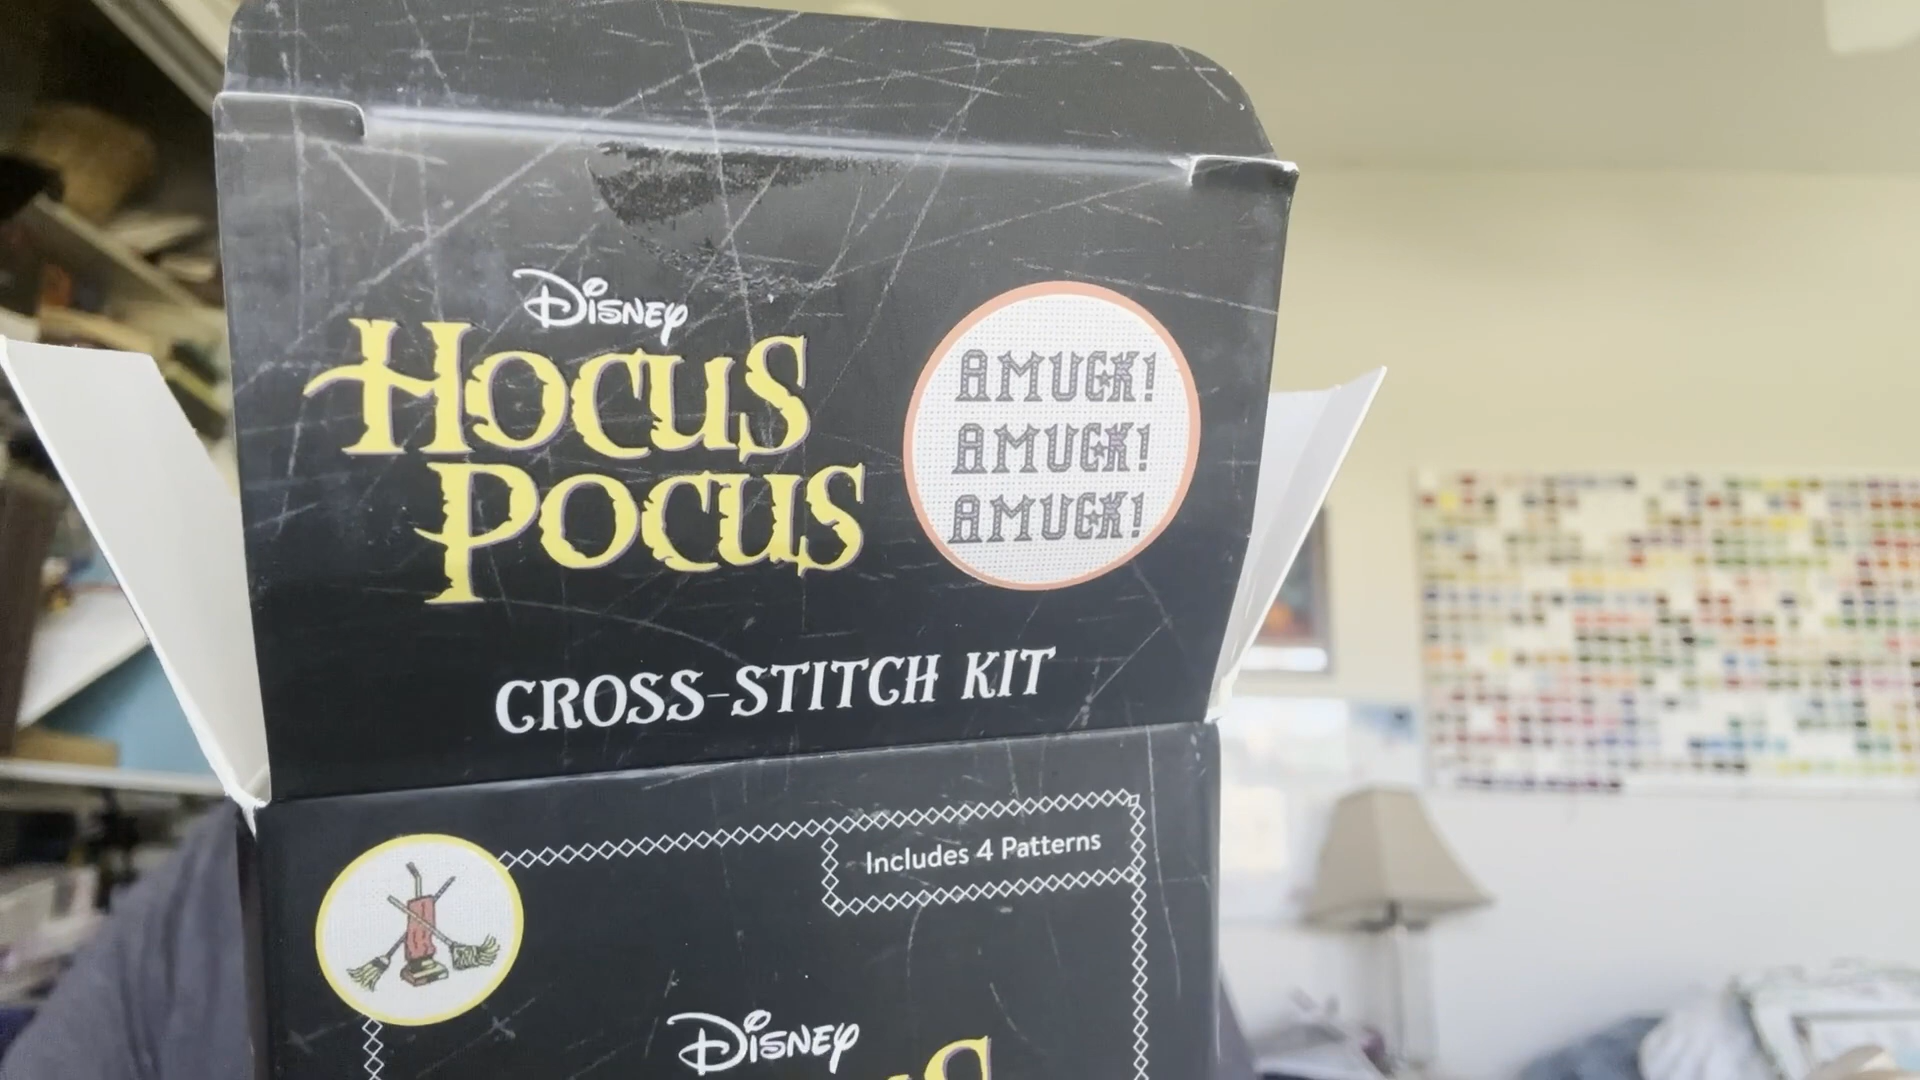 Disney
HOCUS
POCUS
AMUCK!
AMUCK!
AMUCK!
CROSS-STITCH KIT
Includes 4 Patterns
Disney